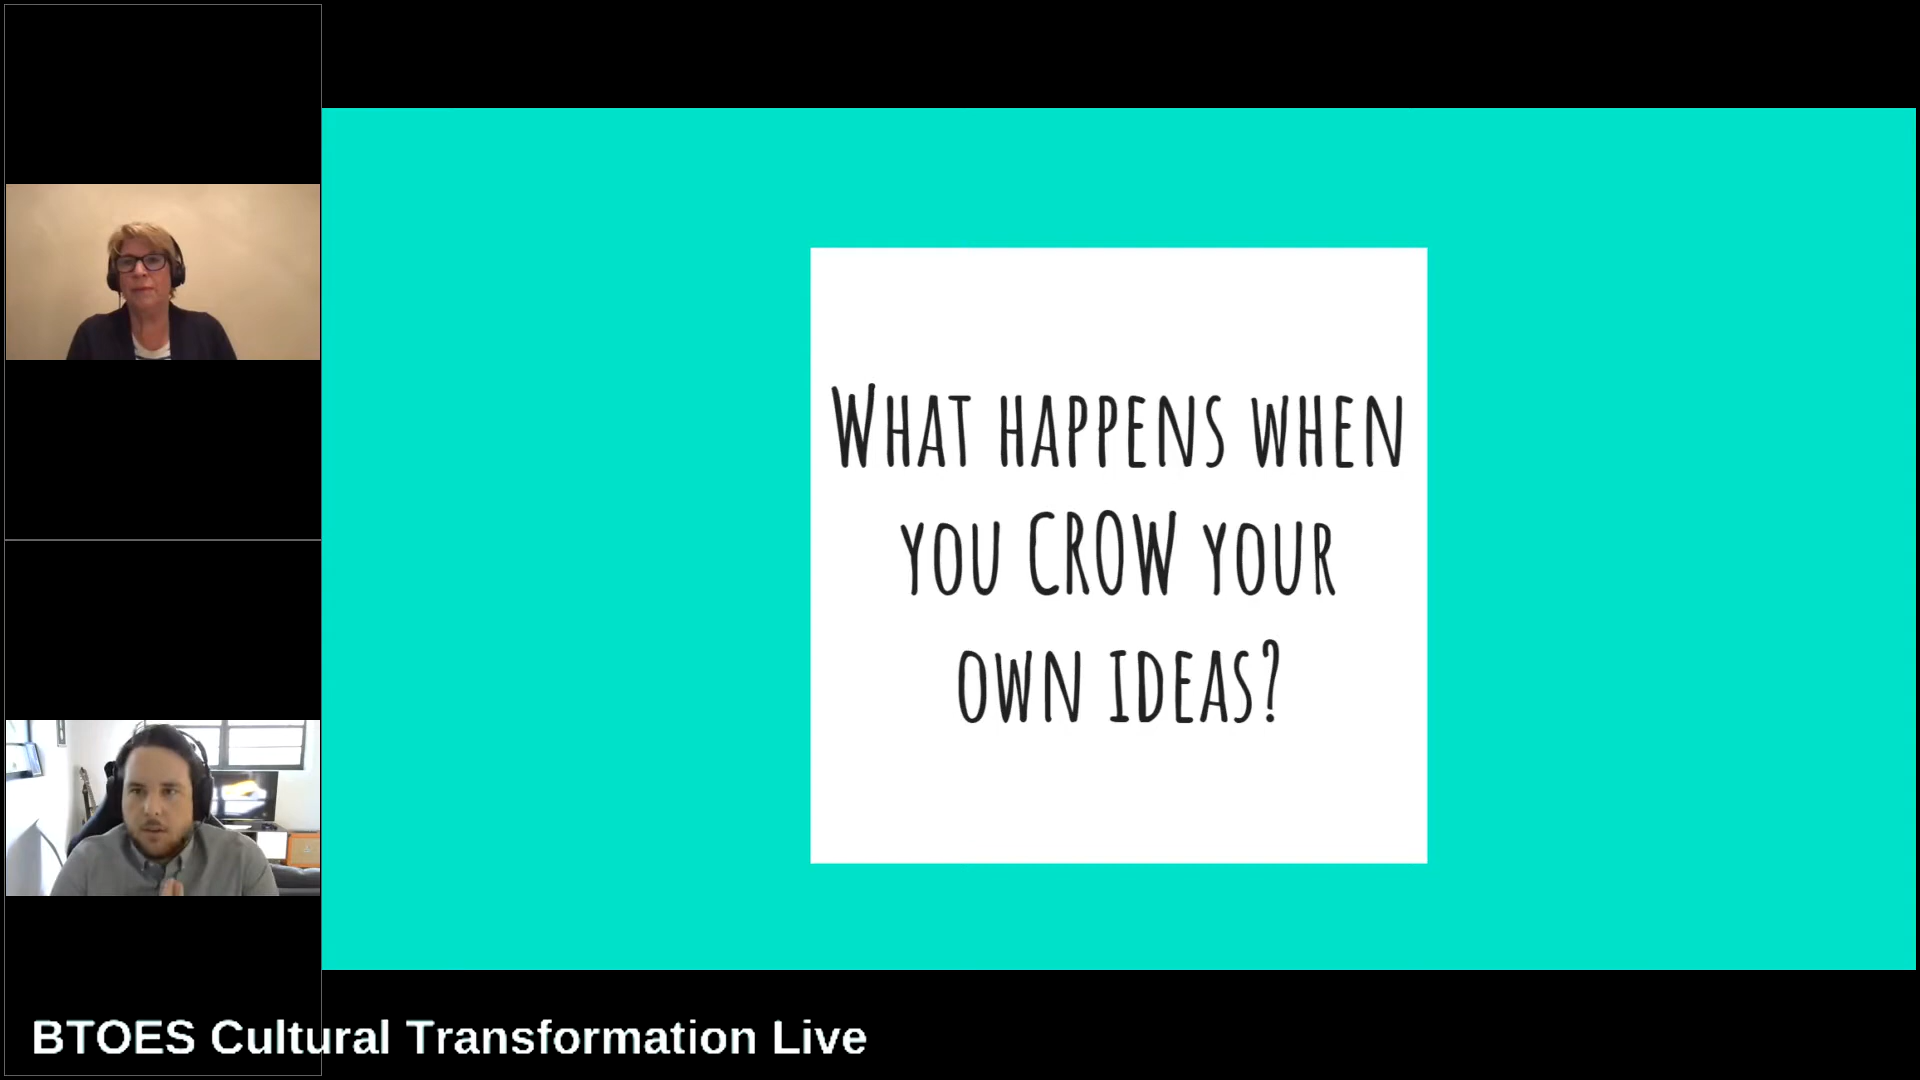 What happens when
you CROW your
own ideas?
BTOES Cultural Transformation Live